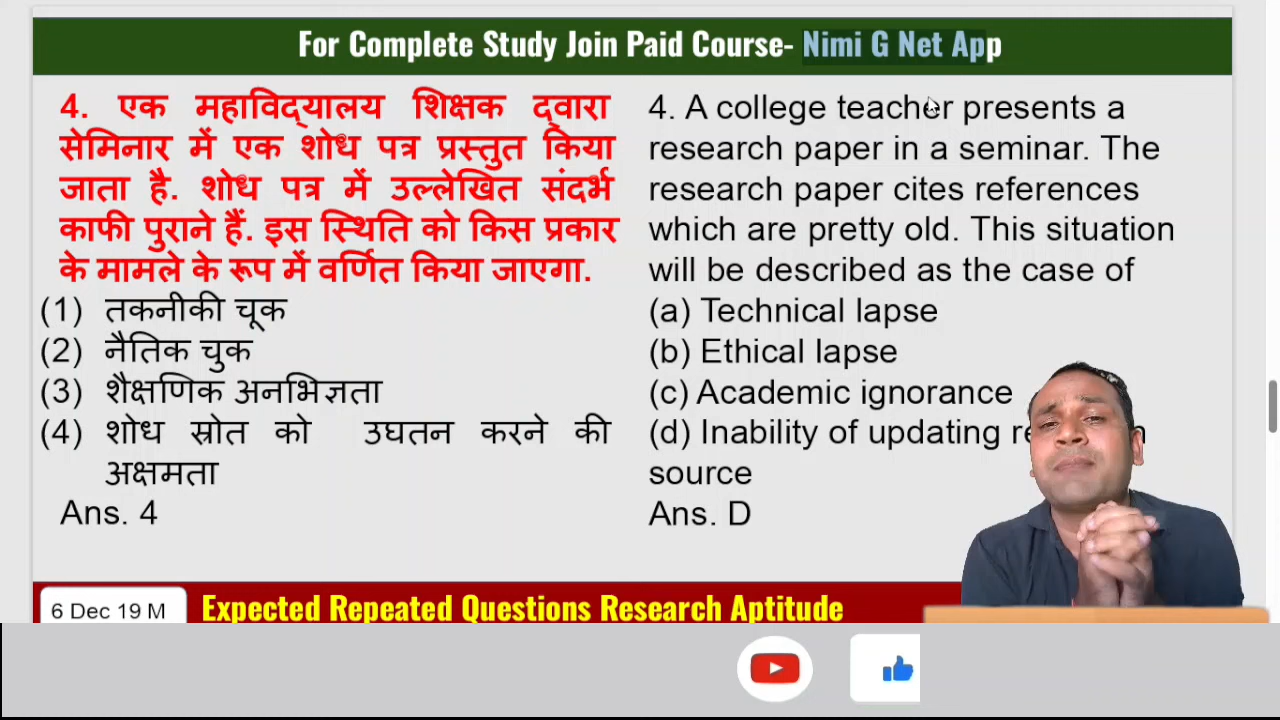 For Complete Study Join Paid Course- Nimi G Net App
4. एक महाविद्यालय शिक्षक द्वारा
सेमिनार में एक शोध पत्र प्रस्तुत किया
जाता है. शोध पत्र में उल्लेखित संदर्भ
काफी पुराने हैं. इस स्थिति को किस प्रकार
के मामले के रूप में वर्णित किया जाएगा.
(1) तकनीकी चूक
(2) नैतिक चुक
(3) शैक्षणिक अनभिज्ञता
(4) शोध स्रोत को उघतन करने की
अक्षमता
Ans. 4
4. A college teacher presents a
research paper in a seminar. The
research paper cites references
which are pretty old. This situation
will be described as the case of
(a) Technical lapse
(b) Ethical lapse
(c) Academic ignorance
(d) Inability of updating
source
Ans. D
6 Dec 19 M
Expected Repeated Questions Research Aptitude